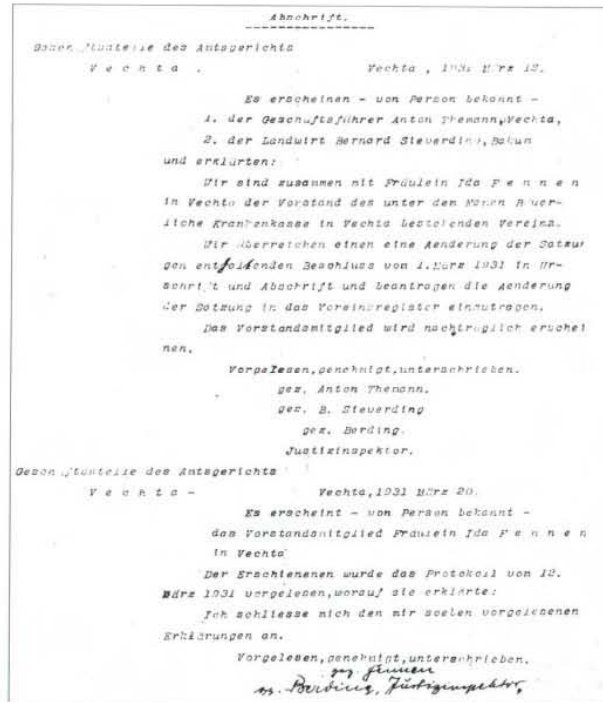 Abschrift.
Geschäftsstelle des Amtsgerichts
Vechta . Vechta , 1931 März 12.
Es erscheinen - von Person bekannt -
1. der Geschäftsführer Anton Themann,Vechta,
2. der Landwirt Bernard Sieverding,Bakum
und erklärten:
Wir sind zusammen mit Fräulein Ida F e n n e n
in Vechta der Vorstand des unter dem Namen Bäuer-
liche Krankenkasse in Vechta bestehenden Vereins.
Wir überreichen einen eine Aenderung der Satzun
gen enthaltenden Beschluss vom 1.März 1931 in Ur-
schrift und Abschrift und beantragen die Aenderung
der Satzung in das Vereinsregister einzutragen.
Das Vorstandsmitglied wird nachträglich erschei
nen.
Vorgelesen,genehmigt,unterschrieben.
gez. Anton Themann.
gez. B. Sieverding
gez. Berding.
Justizinspektor.
Geschäftsstelle des Amtsgerichts
V e c h t a - Vechta,1931 März 20.
Es erscheint - von Person bekannt -
das Vorstandsmitglied Fräulein Ida F e n n e n
in Vechta
Der Erschienenen wurde das Protokoll vom 12.
März 1931 vorgelesen,worauf sie erklärte:
Ich schliesse mich den mir soeben vorgelesenen
Erklärungen an.
Vorgelesen,genehmigt,unterschrieben.
gez. Fennen
gz. Berding, Justizinspektor,